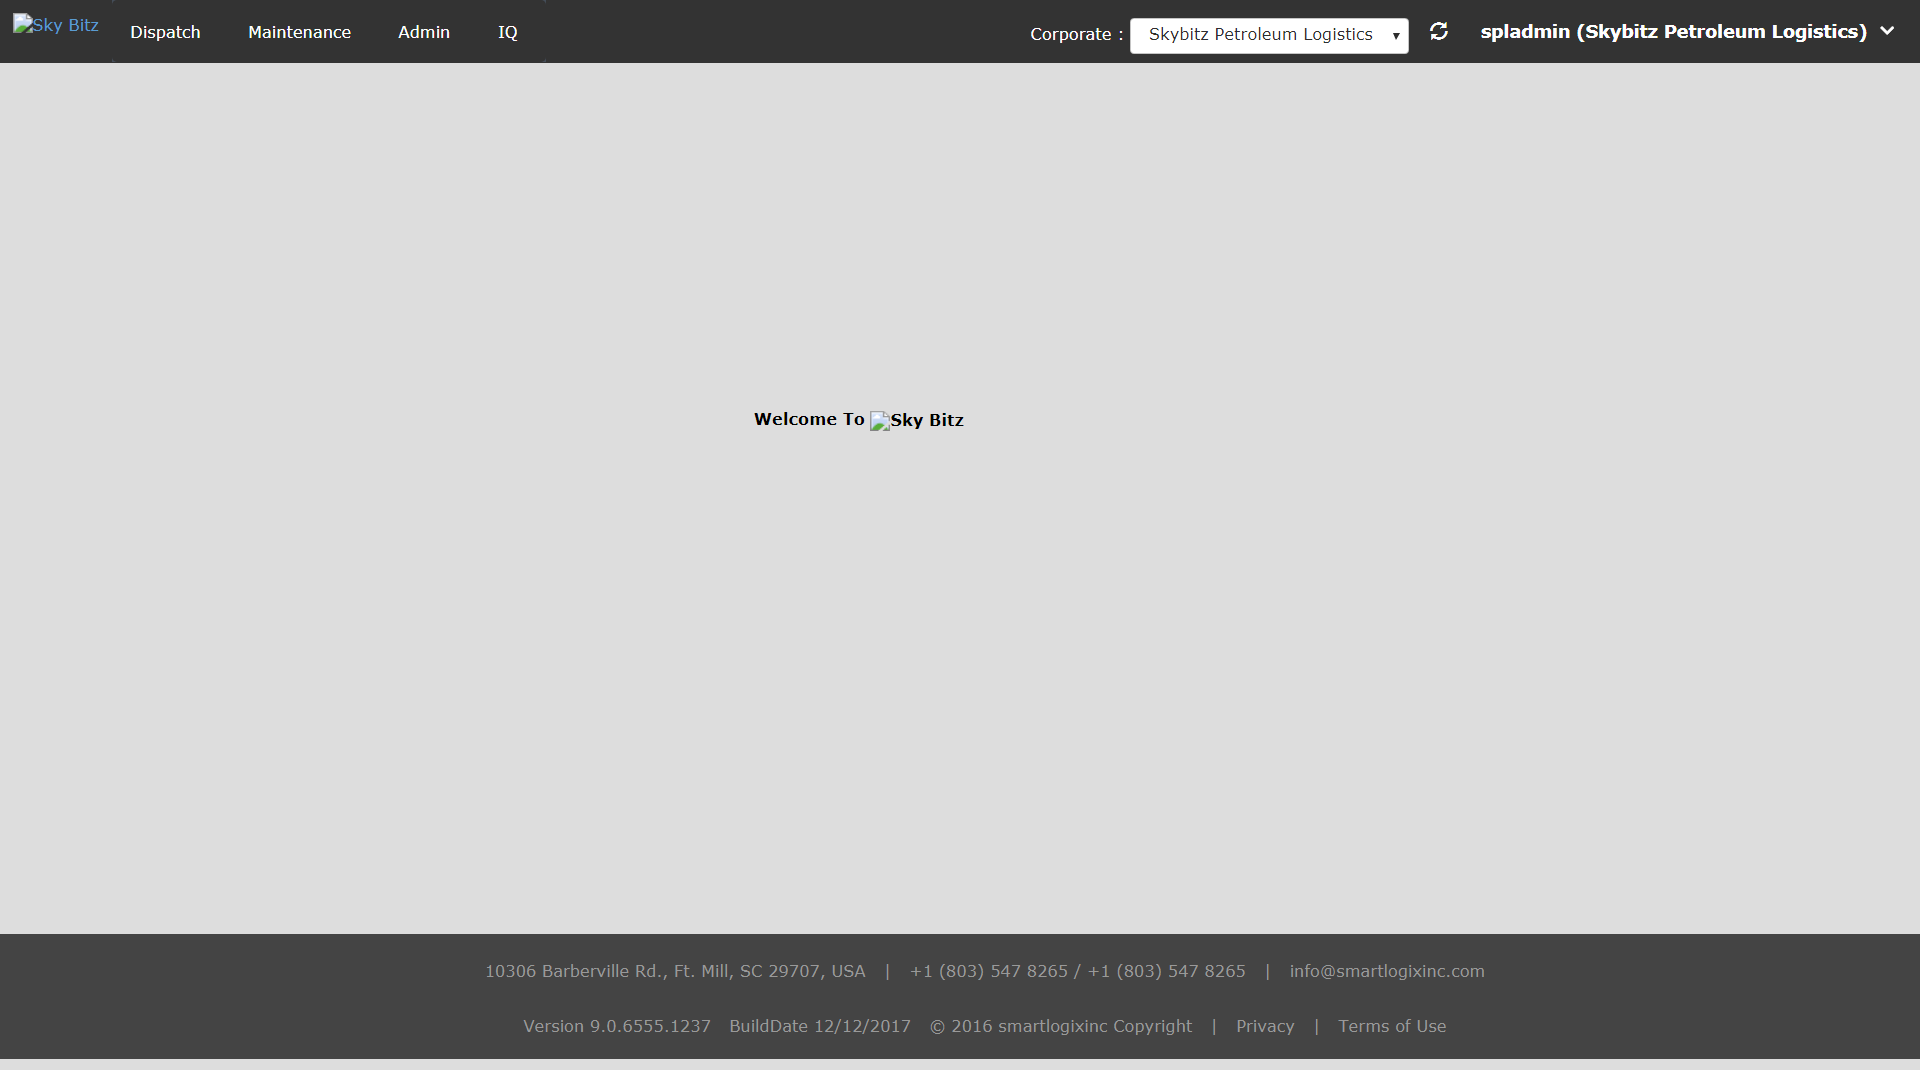 Sky Bitz Dispatch Maintenance Admin IQ Corporate : Skybitz Petroleum Logistics spladmin (Skybitz Petroleum Logistics)
Welcome To Sky Bitz
10306 Barberville Rd., Ft. Mill, SC 29707, USA | +1 (803) 547 8265 / +1 (803) 547 8265 | info@smartlogixinc.com
Version 9.0.6555.1237 BuildDate 12/12/2017 © 2016 smartlogixinc Copyright | Privacy | Terms of Use